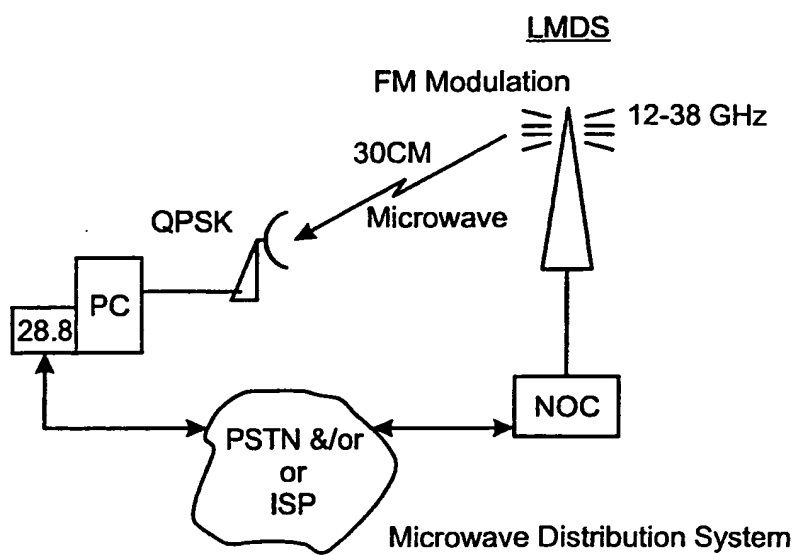 LMDS
FM Modulation
12-38 GHz
30CM
Microwave
QPSK
PC
28.8
NOC
PSTN &/or
or
ISP
Microwave Distribution System